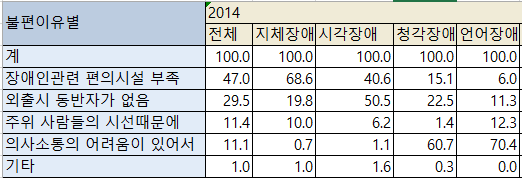 불편이유별 2014
전체 지체장애 시각장애 청각장애 언어장애
계 100.0 100.0 100.0 100.0 100.0
장애인관련 편의시설 부족 47.0 68.6 40.6 15.1 6.0
외출시 동반자가 없음 29.5 19.8 50.5 22.5 11.3
주위 사람들의 시선때문에 11.4 10.0 6.2 1.4 12.3
의사소통의 어려움이 있어서 11.1 0.7 1.1 60.7 70.4
기타 1.0 1.0 1.6 0.3 0.0